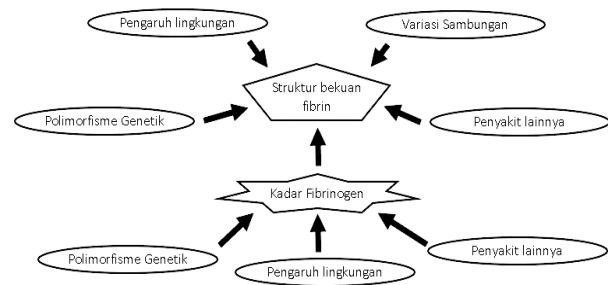 Pengaruh lingkungan
Variasi Sambungan
Struktur bekuan
fibrin
Polimorfisme Genetik
Penyakit lainnya
Kadar Fibrinogen
Polimorfisme Genetik
Pengaruh lingkungan
Penyakit lainnya